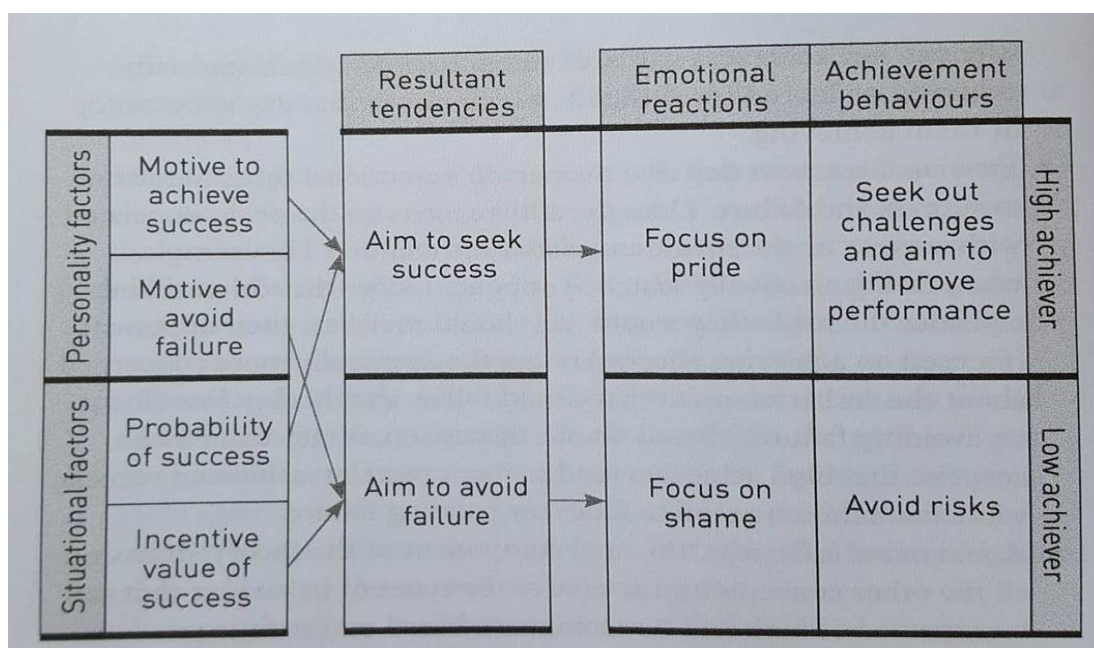 Resultant
tendencies
Emotional
reactions
Achievement
behaviours
Personality factors
Motive to
achieve
success
Motive to
avoid
failure
Aim to seek
success
Focus on
pride
Seek out
challenges
and aim to
improve
performance
High achiever
Situational factors
Probability
of success
Incentive
value of
success
Aim to avoid
failure
Focus on
shame
Avoid risks
Low achiever